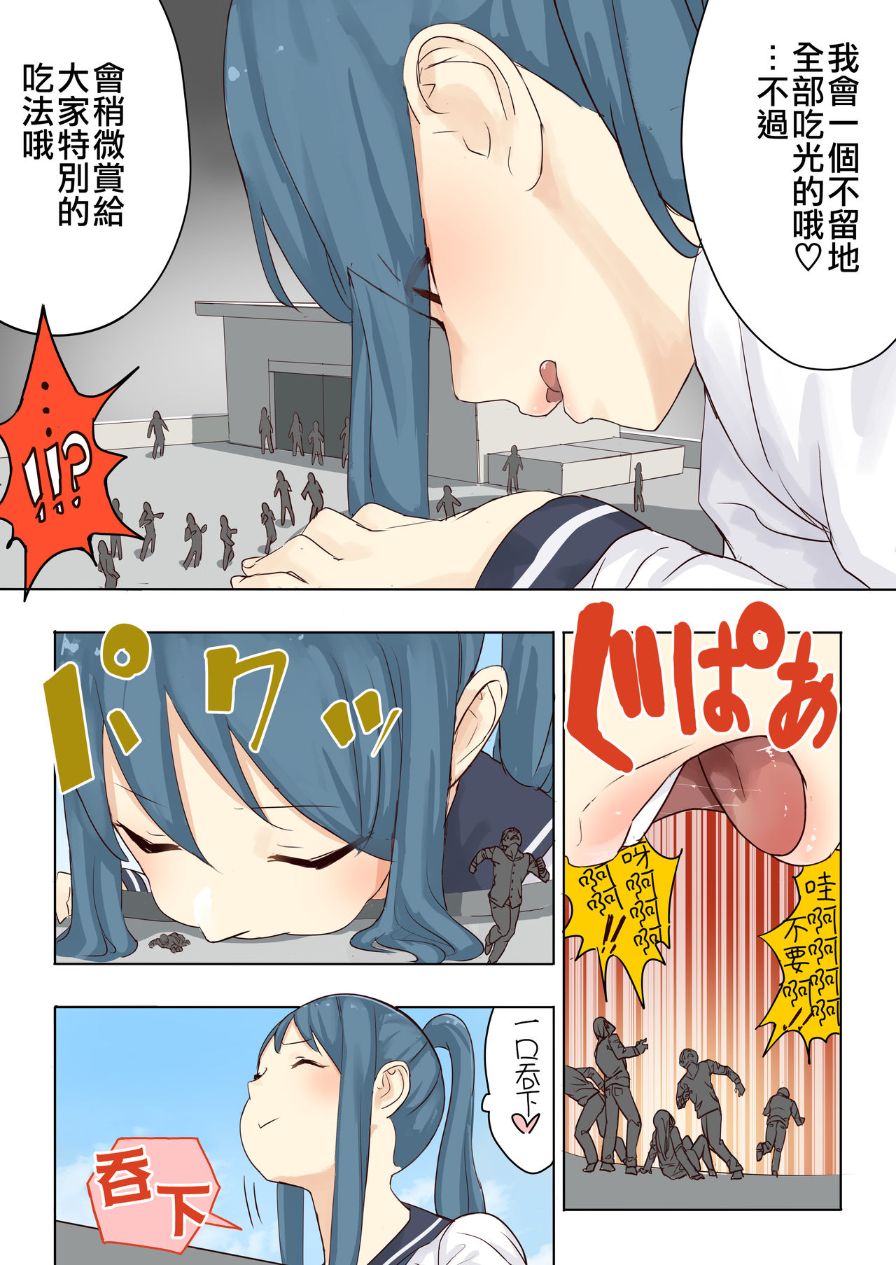 我會一個不留地
全部吃光的哦♡
…不過
會稍微賞給
大家特別的
吃法哦
…!!!?
ぐぱぁ
呀啊啊啊啊啊!!
哇啊啊啊啊不要啊!!
パクッ
一口吞下♡
吞下